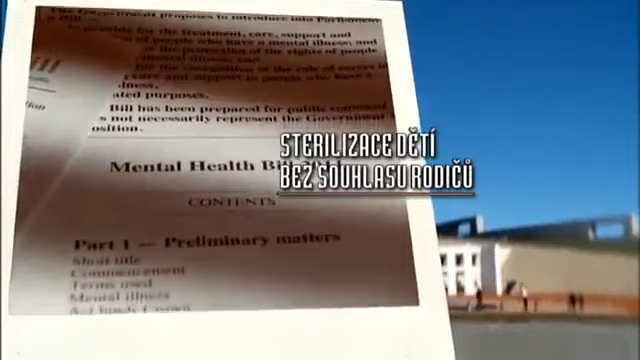 The Government proposes to introduce into Parliament
a Bill —
to provide for the treatment, care, support and
of people who have a mental illness; and
for the protection of the rights of people
mental illness; and
for the recognition of the role of
care and support to people who have a
illness.
ated purposes.
Bill has been prepared for public comment
s not necessarily represent the Government
osition.
Mental Health Bill
CONTENTS
Part 1 — Preliminary matters
Short title
Commencement
Terms used
Mental illness
STERILIZACE DĚTÍ
BEZ SOUHLASU RODIČŮ